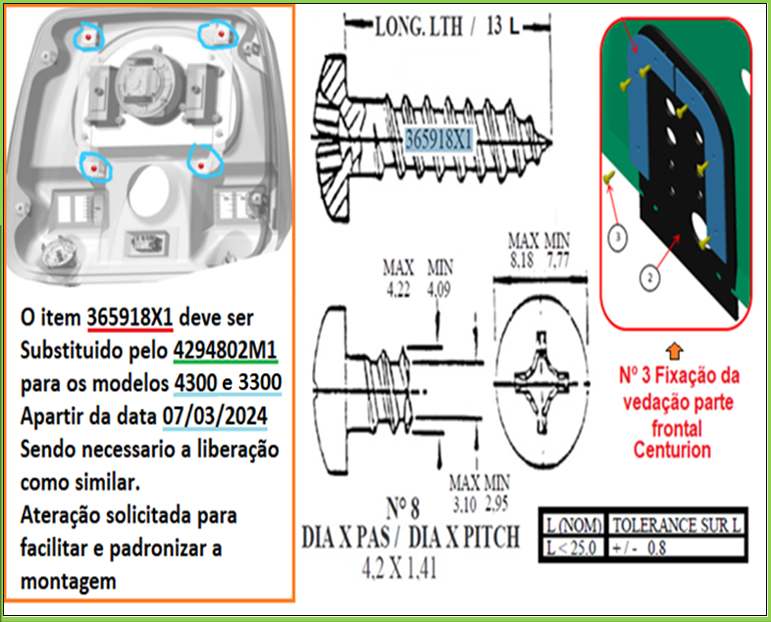 O item 365918X1 deve ser
Substituido pelo 4294802M1
para os modelos 4300 e 3300
Apartir da data 07/03/2024
Sendo necessario a liberação
como similar.
Ateração solicitada para
facilitar e padronizar a
montagem
LONG. LTH / 13 L
365918X1
MAX MIN
8.18 7,77
MAX MIN
4,22 4,09
MAX MIN
3.10 2,95
Nº 8
DIA X PAS / DIA X PITCH
4,2 X 1,41
3
2
Nº 3 Fixação da
vedação parte
frontal
Centurion
L (NOM) TOLERANCE SUR L
L < 25.0 + / - 0.8